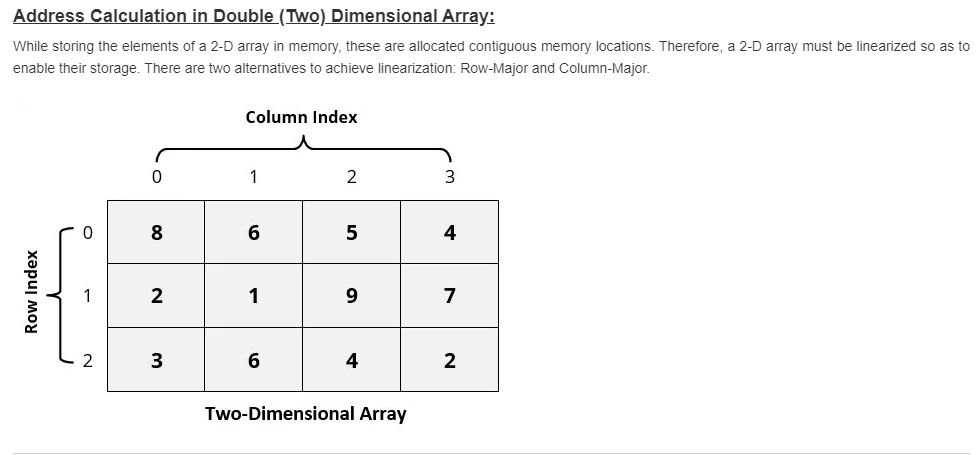 Address Calculation in Double (Two) Dimensional Array:
While storing the elements of a 2-D array in memory, these are allocated contiguous memory locations. Therefore, a 2-D array must be linearized so as to
enable their storage. There are two alternatives to achieve linearization: Row-Major and Column-Major.
Column Index
0 1 2 3
Row Index
0 8 6 5 4
1 2 1 9 7
2 3 6 4 2
Two-Dimensional Array